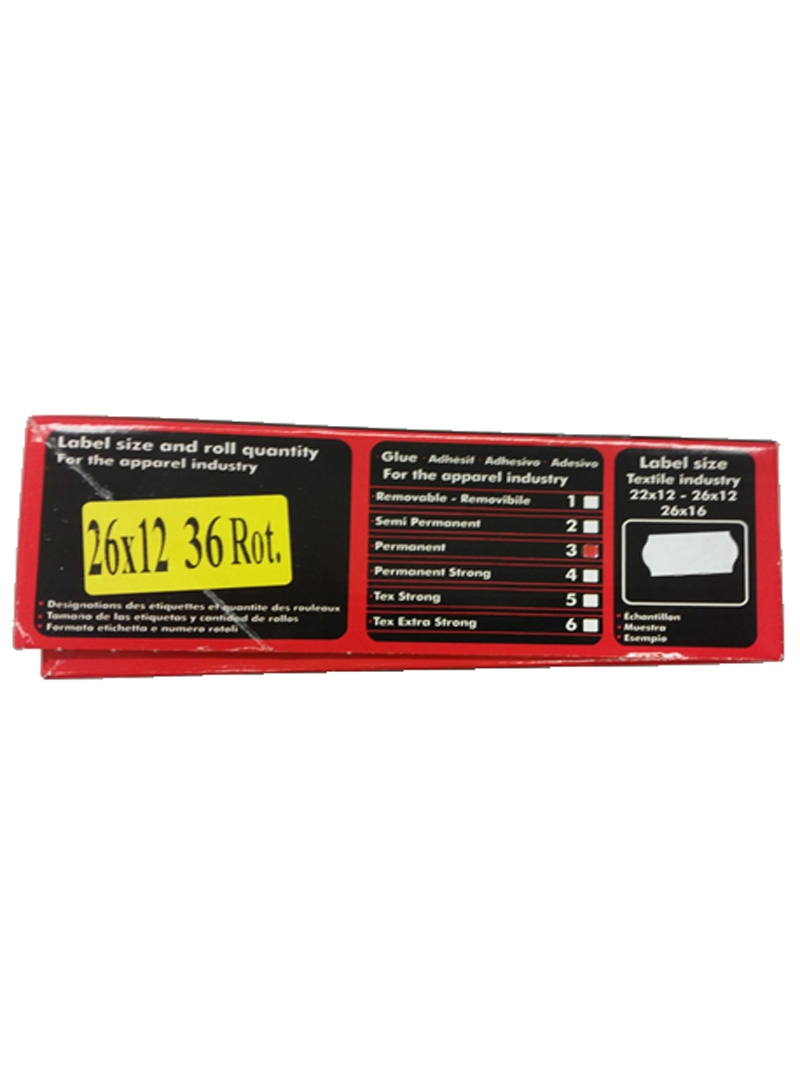 Label size and roll quantity
For the apparel industry
26x12 36 Rot.
• Designations des etiquettes et quantite des rouleaux
• Tamano de las etiquetas y cantidad de rollos
• Formato etichetta e numero rotoli
Glue · Adhèsit · Adhesivo · Adesivo
For the apparel industry
·Removable - Removibile 1
·Semi Permanent 2
·Permanent 3
·Permanent Strong 4
·Tex Strong 5
·Tex Extra Strong 6
Label size
Textile industry
22x12 - 26x12
26x16
• Echantillon
• Muestra
• Esempio